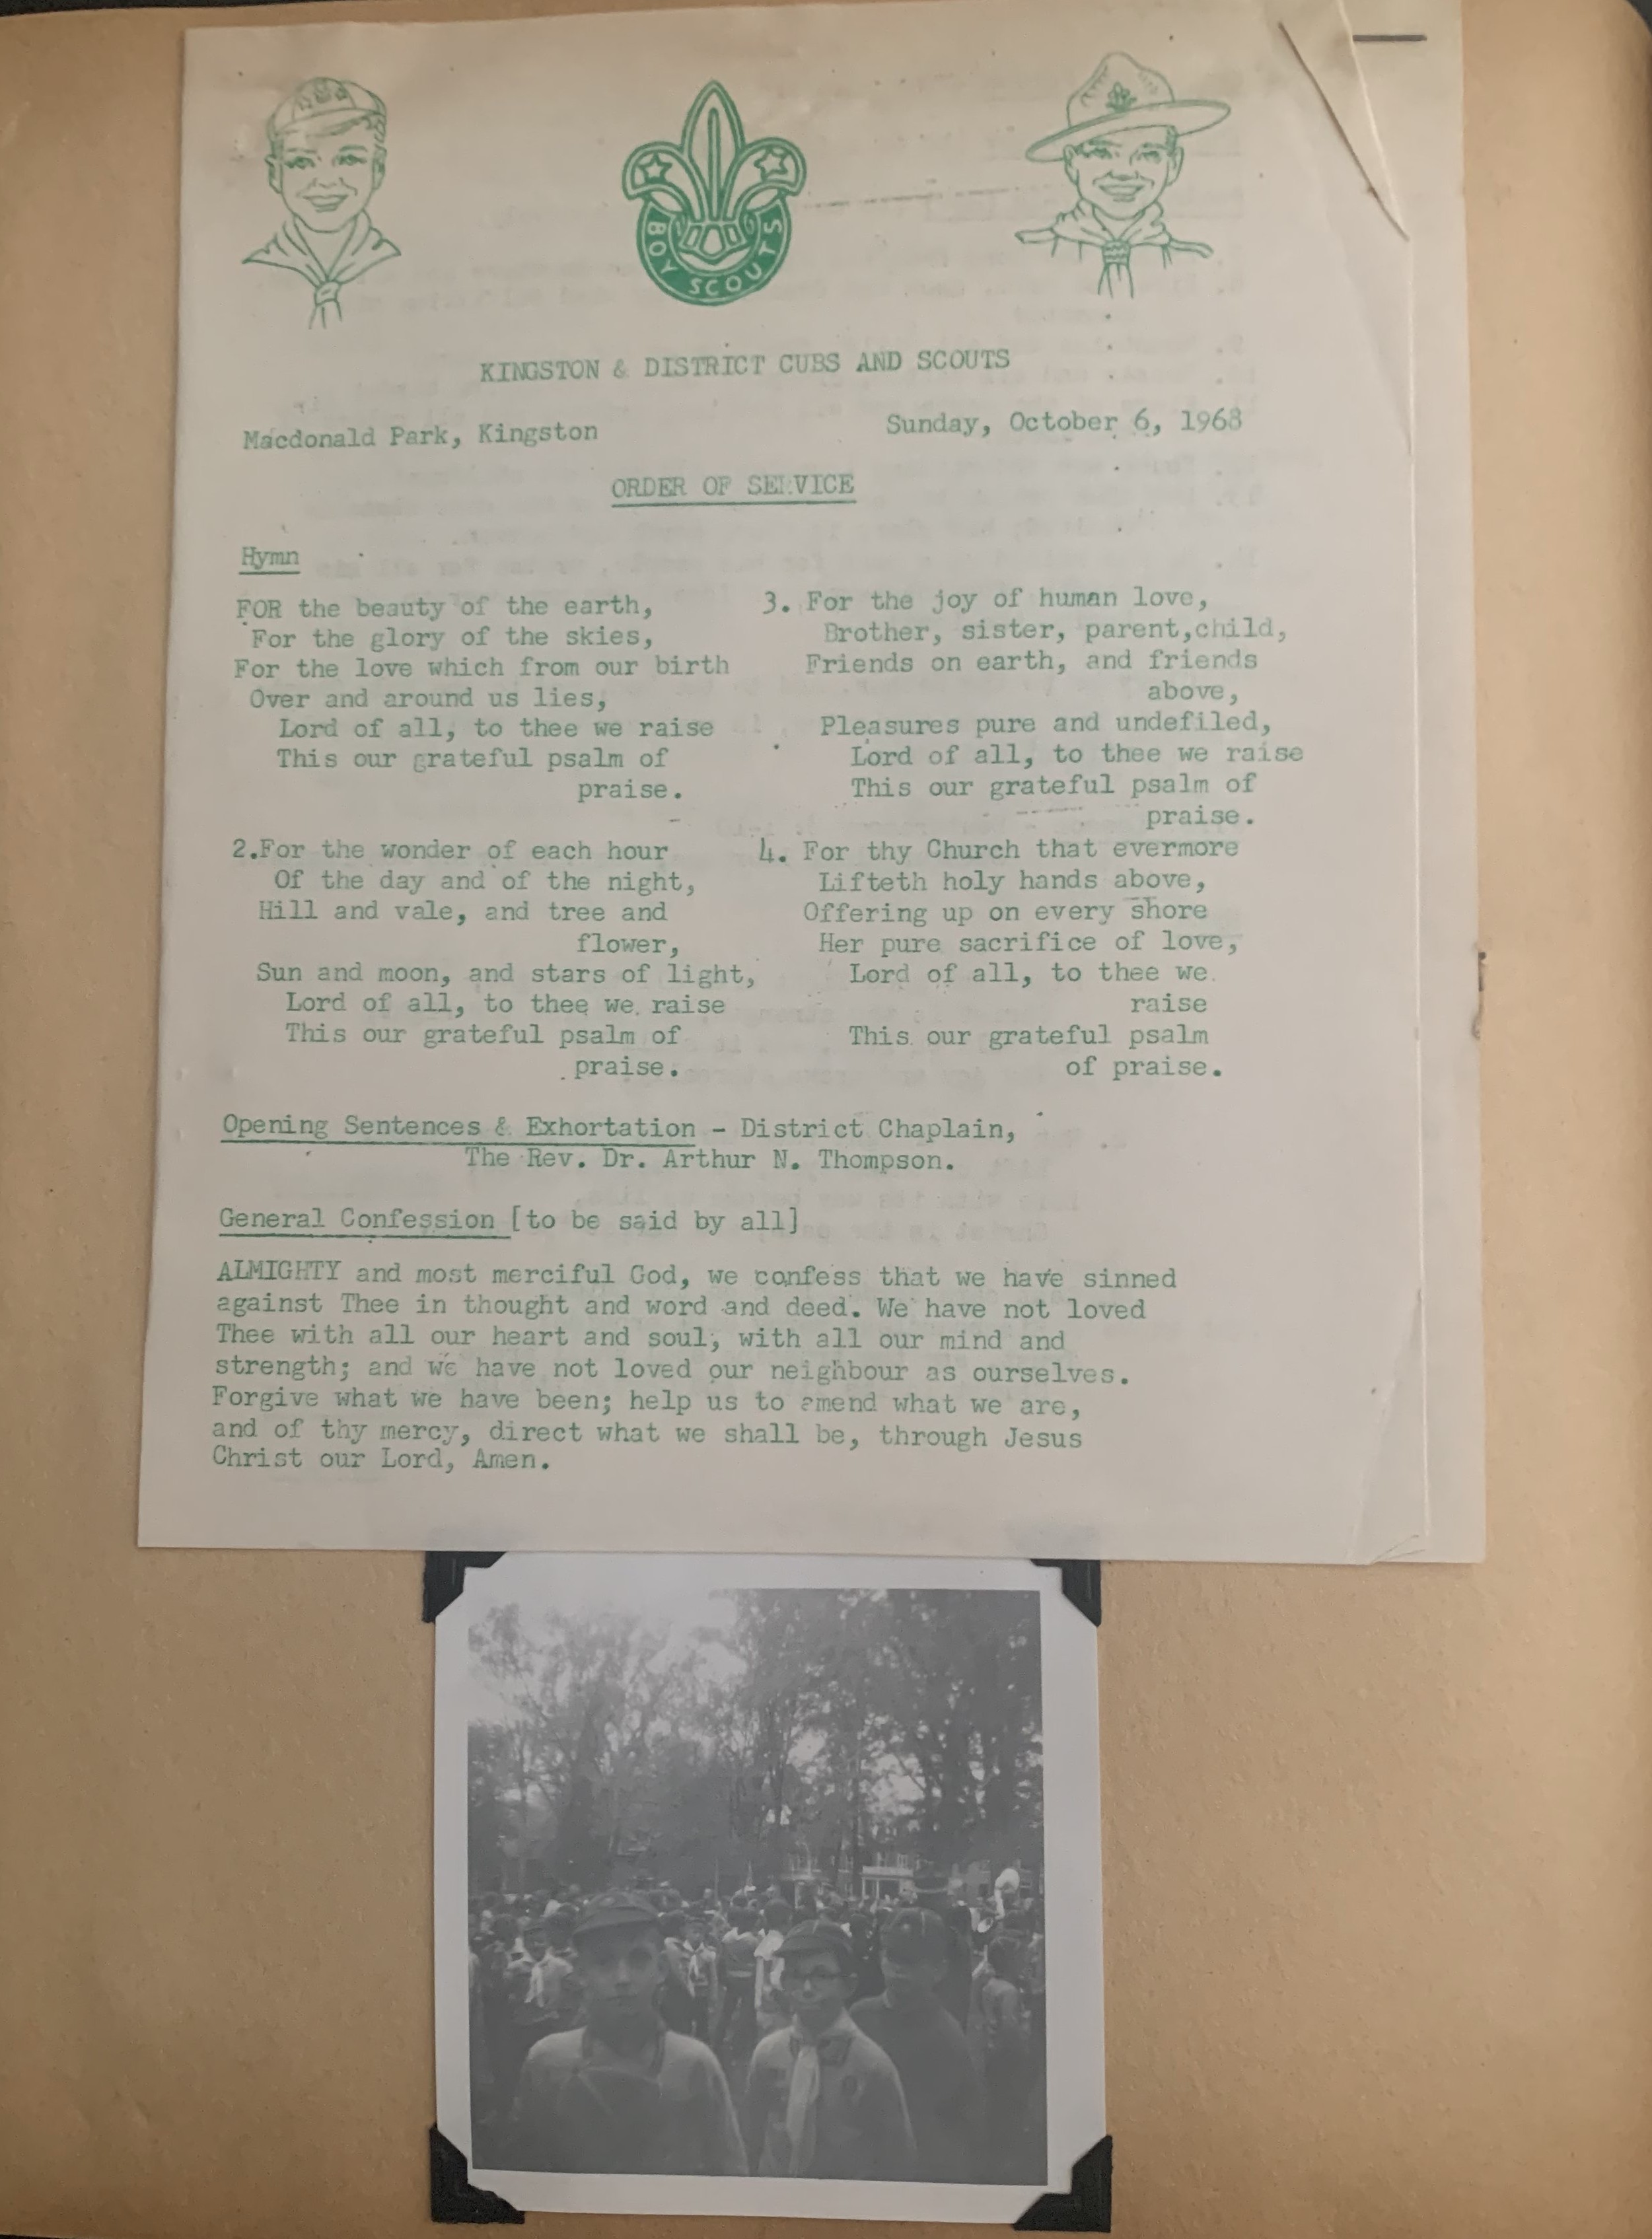 BOY SCOUTS
KINGSTON & DISTRICT CUBS AND SCOUTS
Macdonald Park, Kingston
Sunday, October 6, 1968
ORDER OF SERVICE
Hymn
FOR the beauty of the earth,
For the glory of the skies,
For the love which from our birth
Over and around us lies,
Lord of all, to thee we raise
This our grateful psalm of
praise.
2.For the wonder of each hour
Of the day and of the night,
Hill and vale, and tree and
flower,
Sun and moon, and stars of light,
Lord of all, to thee we raise
This our grateful psalm of
praise.
3. For the joy of human love,
Brother, sister, parent,child,
Friends on earth, and friends
above,
Pleasures pure and undefiled,
Lord of all, to thee we raise
This our grateful psalm of
praise.
4. For thy Church that evermore
Lifteth holy hands above,
Offering up on every shore
Her pure sacrifice of love,
Lord of all, to thee we
raise
This our grateful psalm
of praise.
Opening Sentences & Exhortation - District Chaplain,
The Rev. Dr. Arthur N. Thompson.
General Confession [to be said by all]
ALMIGHTY and most merciful God, we confess that we have sinned
against Thee in thought and word and deed. We have not loved
Thee with all our heart and soul, with all our mind and
strength; and we have not loved our neighbour as ourselves.
Forgive what we have been; help us to amend what we are,
and of thy mercy, direct what we shall be, through Jesus
Christ our Lord, Amen.